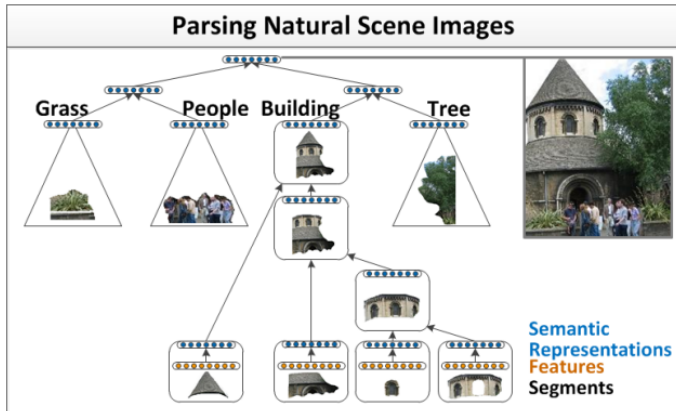 Parsing Natural Scene Images
Grass People Building Tree
Semantic
Representations
Features
Segments